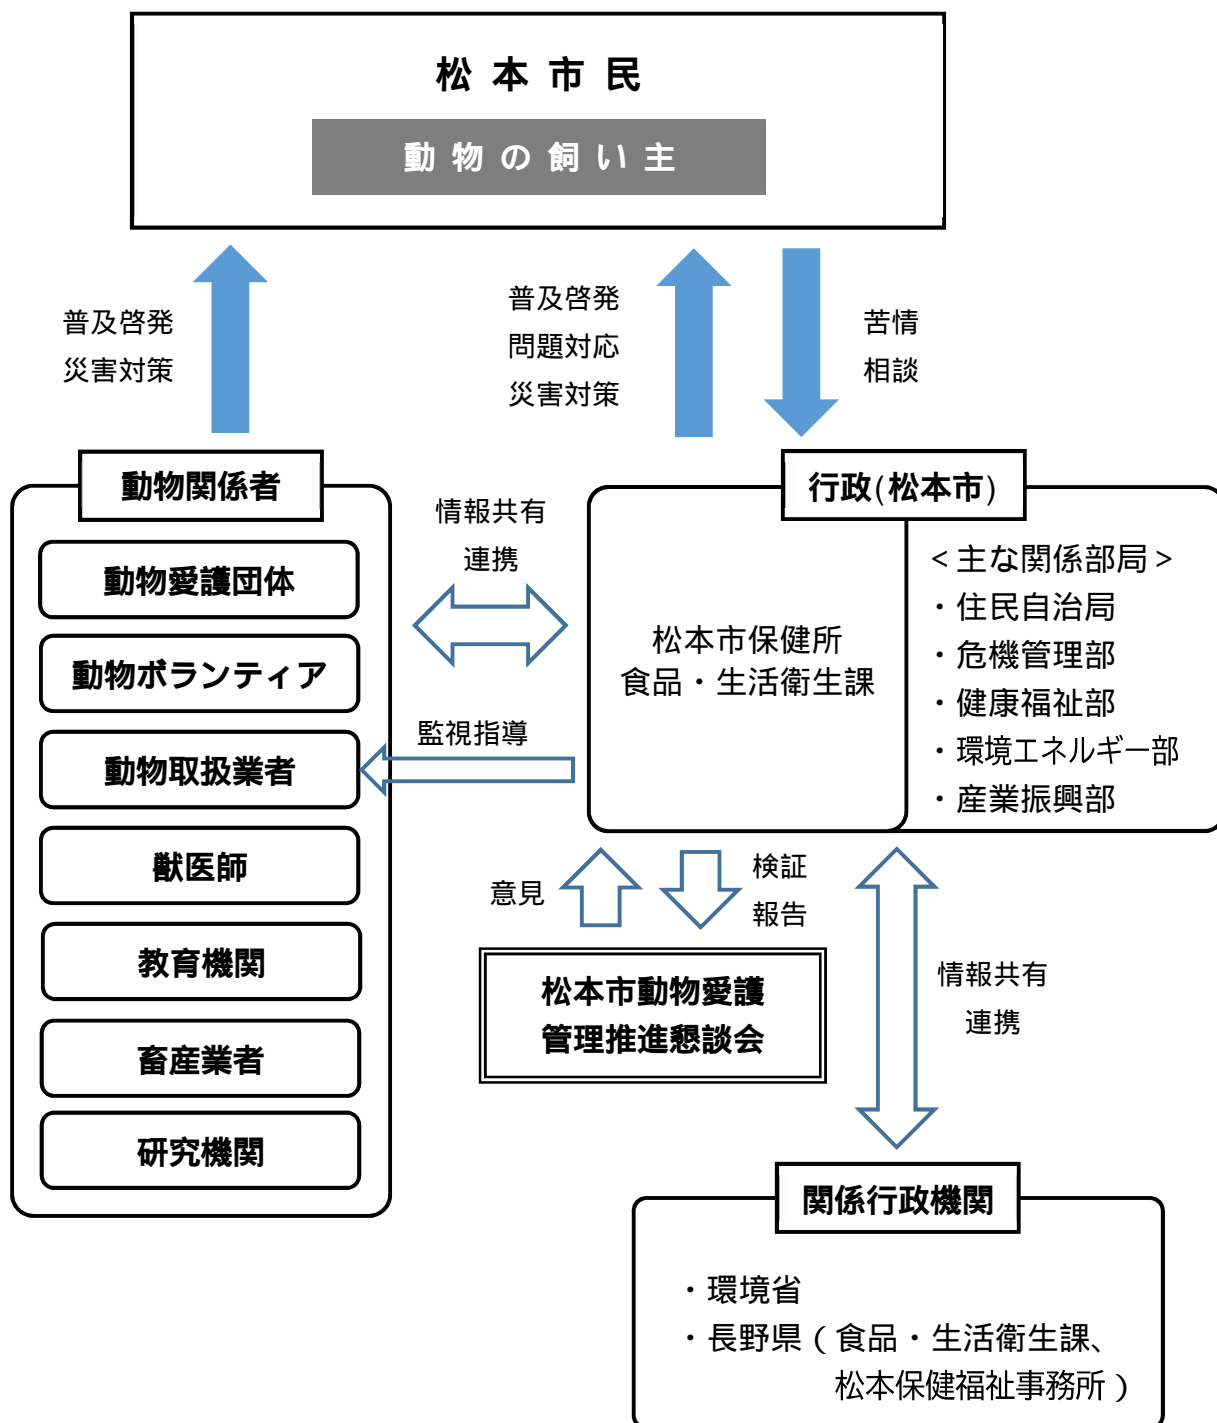 松本市民
動物の飼い主
普及啓発
災害対策
普及啓発
問題対応
災害対策
苦情
相談
動物関係者
動物愛護団体
動物ボランティア
動物取扱業者
獣医師
教育機関
畜産業者
研究機関
情報共有
連携
監視指導
行政(松本市)
松本市保健所
食品・生活衛生課
<主な関係部局>
・住民自治局
・危機管理部
・健康福祉部
・環境エネルギー部
・産業振興部
意見
検証
報告
松本市動物愛護
管理推進懇談会
情報共有
連携
関係行政機関
・環境省
・長野県(食品・生活衛生課、
松本保健福祉事務所)